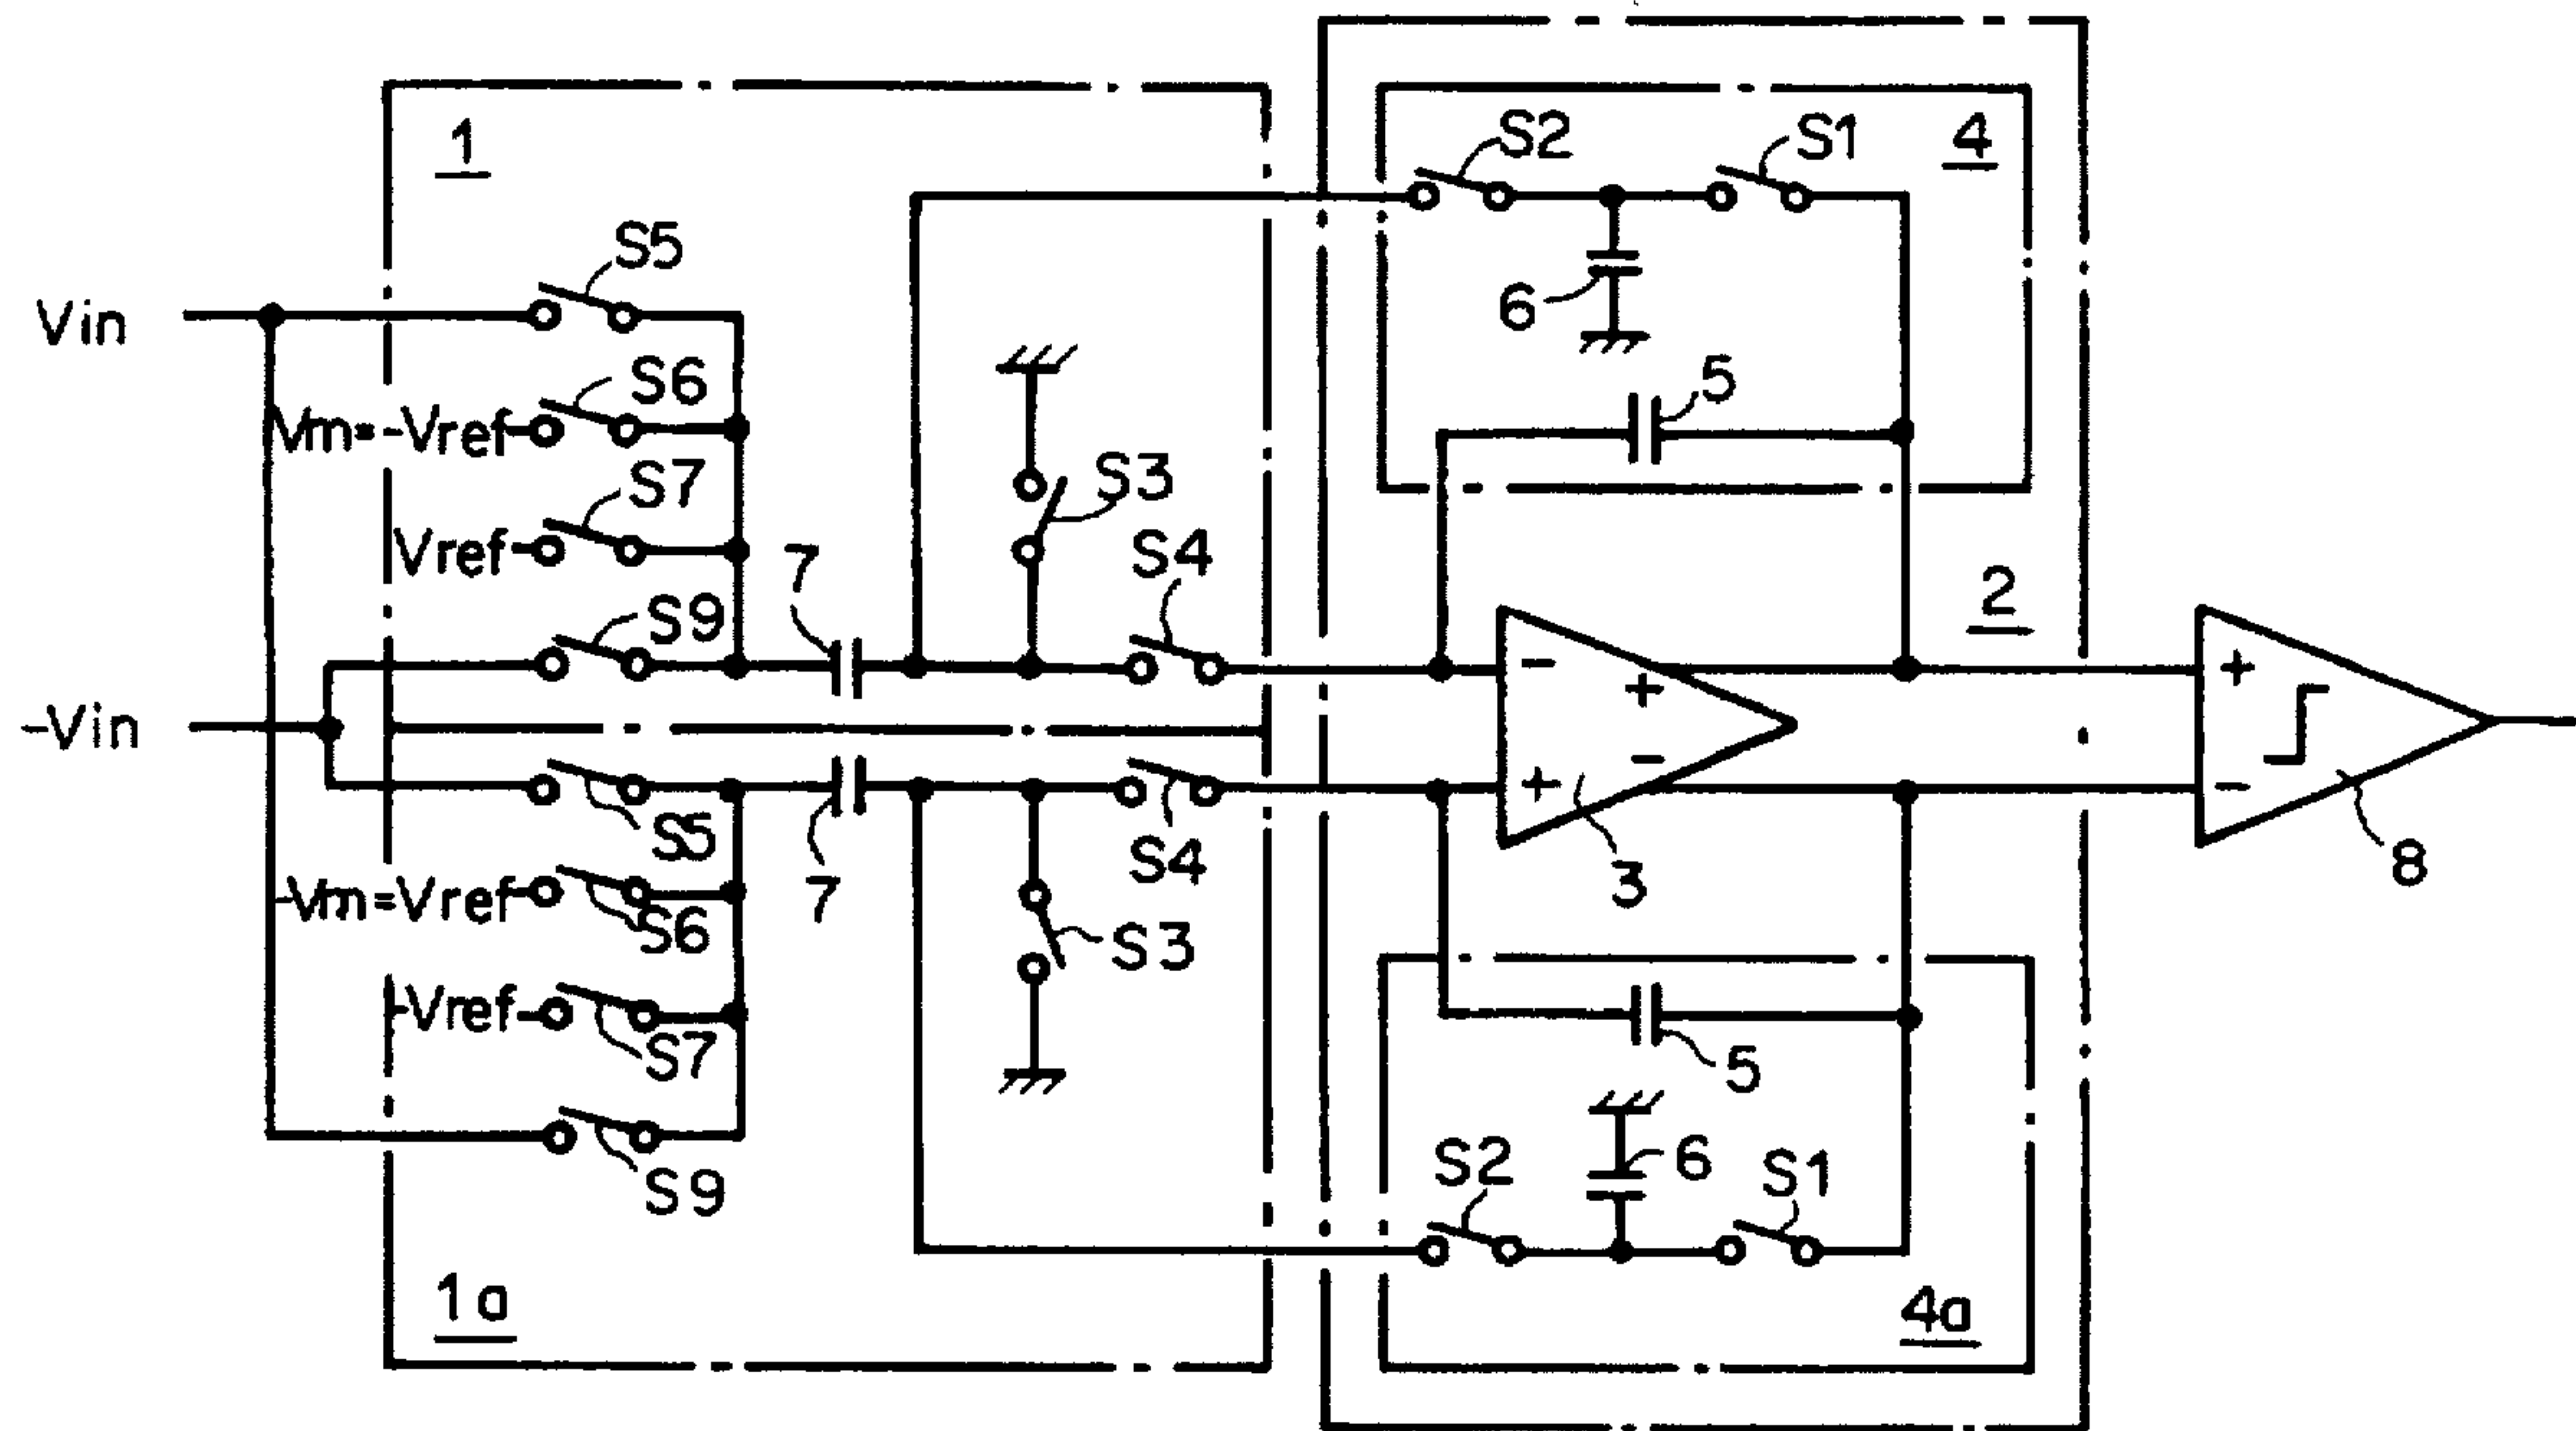 1
S2
S1
4
S5
Vin
6
S6
5
Vm=-Vref
S7
S3
Vref
S4
7
S9
2
-
+
+
-Vin
-
+
-
S5
7
S4
3
8
-Vm=Vref
S6
S3
-Vref
S7
5
S9
S2
6
S1
1a
4a